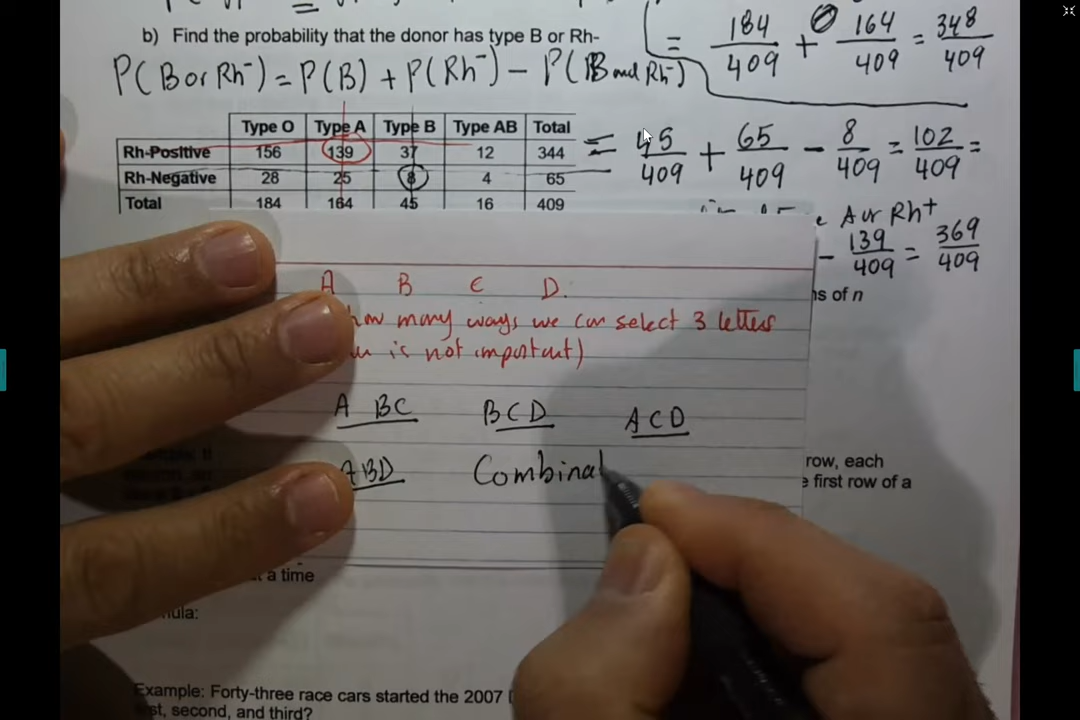 = 184/409 + 0 164/409 = 348/409
b) Find the probability that the donor has type B or Rh-
P(B or Rh⁻) = P(B) + P(Rh⁻) − P(B and Rh⁻)
Type O Type A Type B Type AB Total
Rh-Positive 156 139 37 12 344
Rh-Negative 28 25 8 4 65
Total 184 164 45 16 409
= 45/409 + 65/409 − 8/409 = 102/409 =
A or Rh⁺
− 139/409 = 369/409
ns of n
A B C D.
how many ways we can select 3 letters
is not important)
A BC BCD ACD
ABD Combinat
row, each
first row of a
a time
Example: Forty-three race cars started the 2007
second, and third?